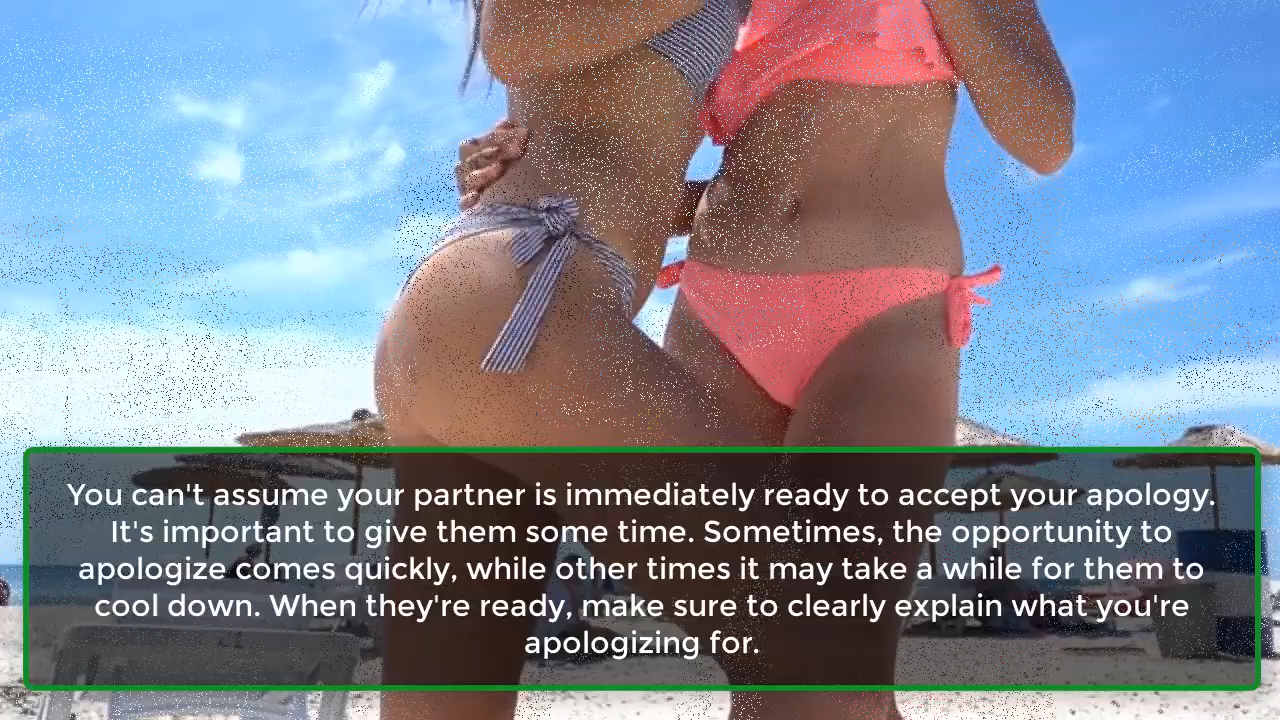 You can't assume your partner is immediately ready to accept your apology.
It's important to give them some time. Sometimes, the opportunity to
apologize comes quickly, while other times it may take a while for them to
cool down. When they're ready, make sure to clearly explain what you're
apologizing for.